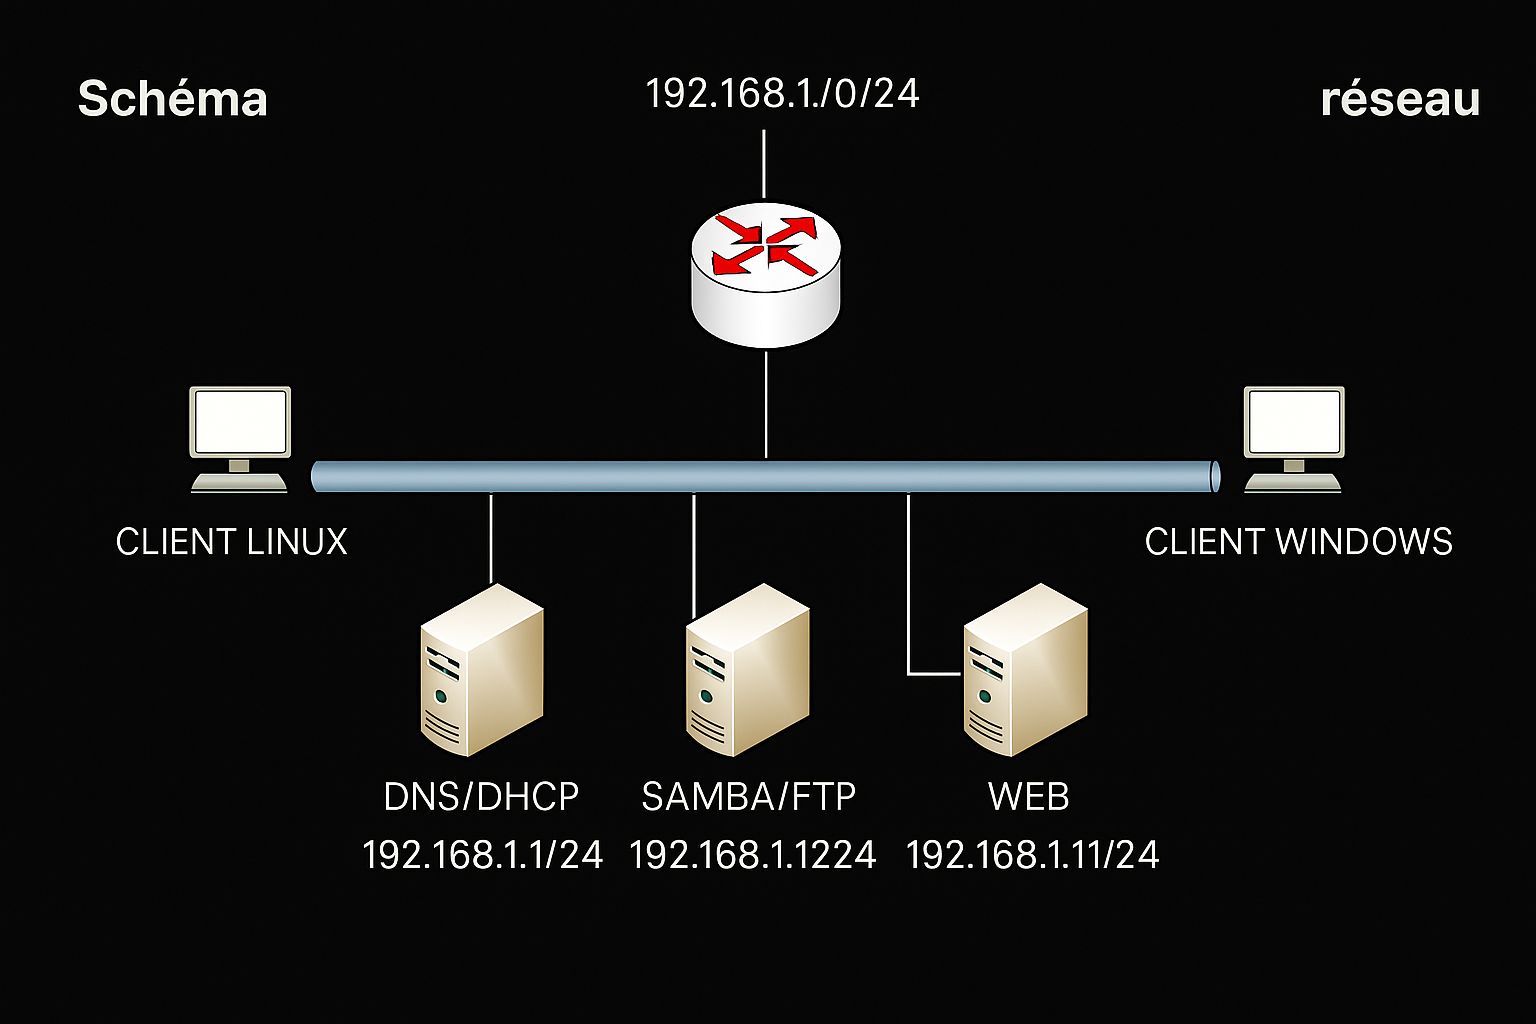 Schéma
192.168.1./0/24
réseau
CLIENT LINUX
CLIENT WINDOWS
DNS/DHCP
SAMBA/FTP
WEB
192.168.1.1/24
192.168.1.1224
192.168.1.11/24